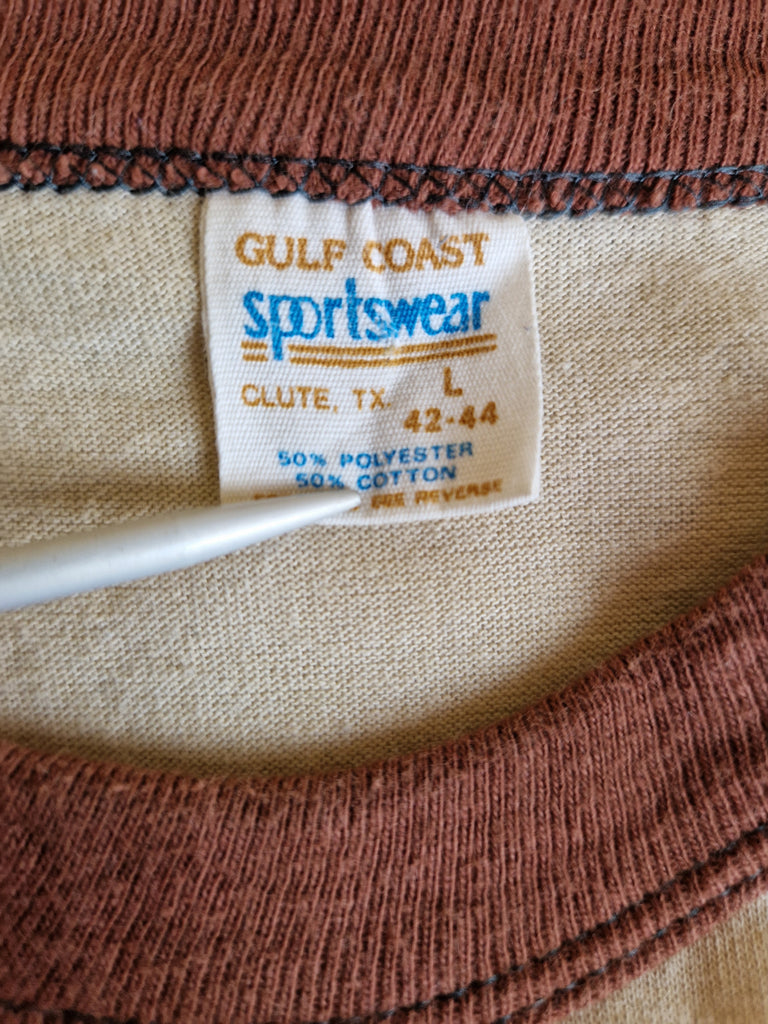 GULF COAST
sportswear
CLUTE, TX. L
42-44
50% POLYESTER
50% COTTON
SEE REVERSE